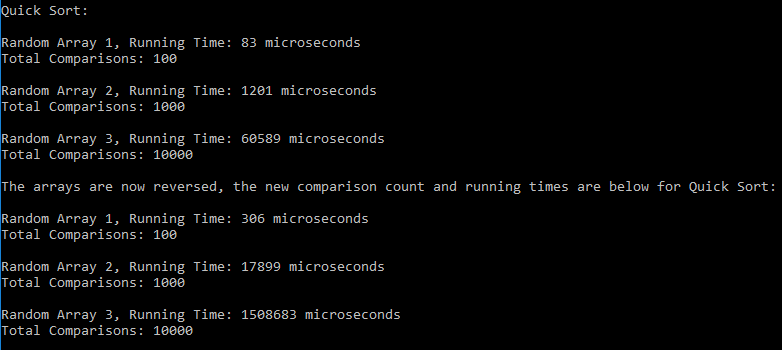 Quick Sort:
Random Array 1, Running Time: 83 microseconds
Total Comparisons: 100
Random Array 2, Running Time: 1201 microseconds
Total Comparisons: 1000
Random Array 3, Running Time: 60589 microseconds
Total Comparisons: 10000
The arrays are now reversed, the new comparison count and running times are below for Quick Sort:
Random Array 1, Running Time: 306 microseconds
Total Comparisons: 100
Random Array 2, Running Time: 17899 microseconds
Total Comparisons: 1000
Random Array 3, Running Time: 1508683 microseconds
Total Comparisons: 10000